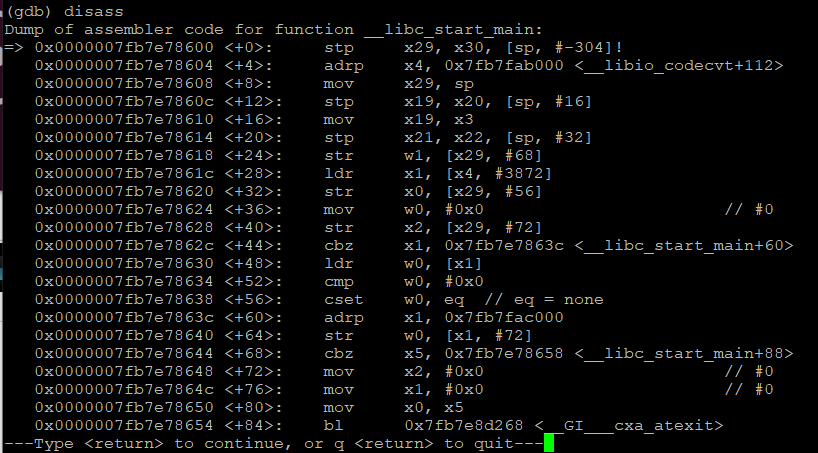 (gdb) disass
Dump of assembler code for function __libc_start_main:
=> 0x0000007fb7e78600 <+0>:     stp     x29, x30, [sp, #-304]!
   0x0000007fb7e78604 <+4>:     adrp    x4, 0x7fb7fab000 <__libio_codecvt+112>
   0x0000007fb7e78608 <+8>:     mov     x29, sp
   0x0000007fb7e7860c <+12>:    stp     x19, x20, [sp, #16]
   0x0000007fb7e78610 <+16>:    mov     x19, x3
   0x0000007fb7e78614 <+20>:    stp     x21, x22, [sp, #32]
   0x0000007fb7e78618 <+24>:    str     w1, [x29, #68]
   0x0000007fb7e7861c <+28>:    ldr     x1, [x4, #3872]
   0x0000007fb7e78620 <+32>:    str     x0, [x29, #56]
   0x0000007fb7e78624 <+36>:    mov     w0, #0x0                        // #0
   0x0000007fb7e78628 <+40>:    str     x2, [x29, #72]
   0x0000007fb7e7862c <+44>:    cbz     x1, 0x7fb7e7863c <__libc_start_main+60>
   0x0000007fb7e78630 <+48>:    ldr     w0, [x1]
   0x0000007fb7e78634 <+52>:    cmp     w0, #0x0
   0x0000007fb7e78638 <+56>:    cset    w0, eq  // eq = none
   0x0000007fb7e7863c <+60>:    adrp    x1, 0x7fb7fac000
   0x0000007fb7e78640 <+64>:    str     w0, [x1, #72]
   0x0000007fb7e78644 <+68>:    cbz     x5, 0x7fb7e78658 <__libc_start_main+88>
   0x0000007fb7e78648 <+72>:    mov     x2, #0x0                        // #0
   0x0000007fb7e7864c <+76>:    mov     x1, #0x0                        // #0
   0x0000007fb7e78650 <+80>:    mov     x0, x5
   0x0000007fb7e78654 <+84>:    bl      0x7fb7e8d268 <__GI___cxa_atexit>
---Type <return> to continue, or q <return> to quit---